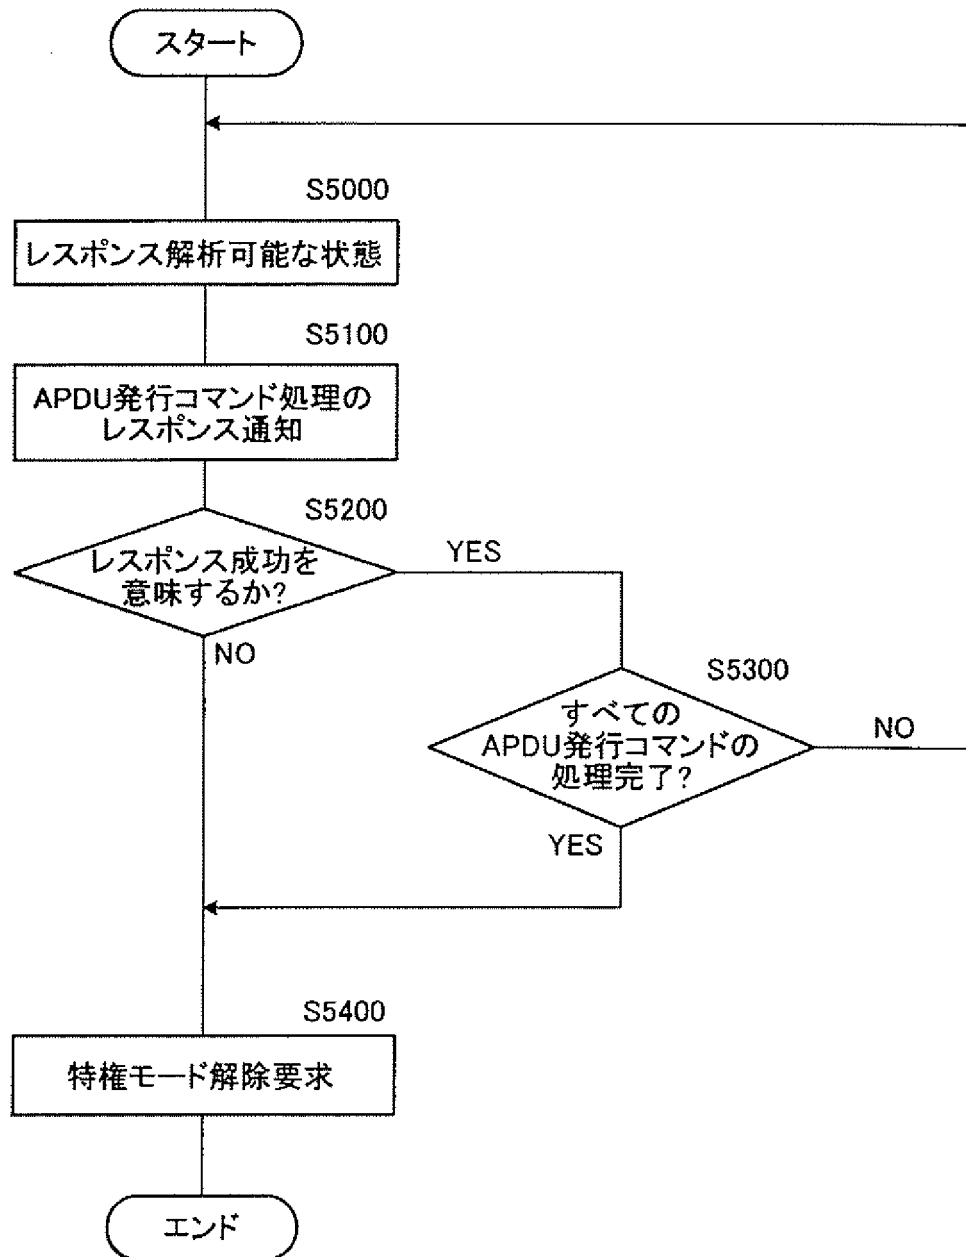 スタート
S5000
レスポンス解析可能な状態
S5100
APDU発行コマンド処理の
レスポンス通知
S5200
レスポンス成功を
意味するか?
YES
NO
S5300
すべての
APDU発行コマンドの
処理完了?
NO
YES
S5400
特権モード解除要求
エンド